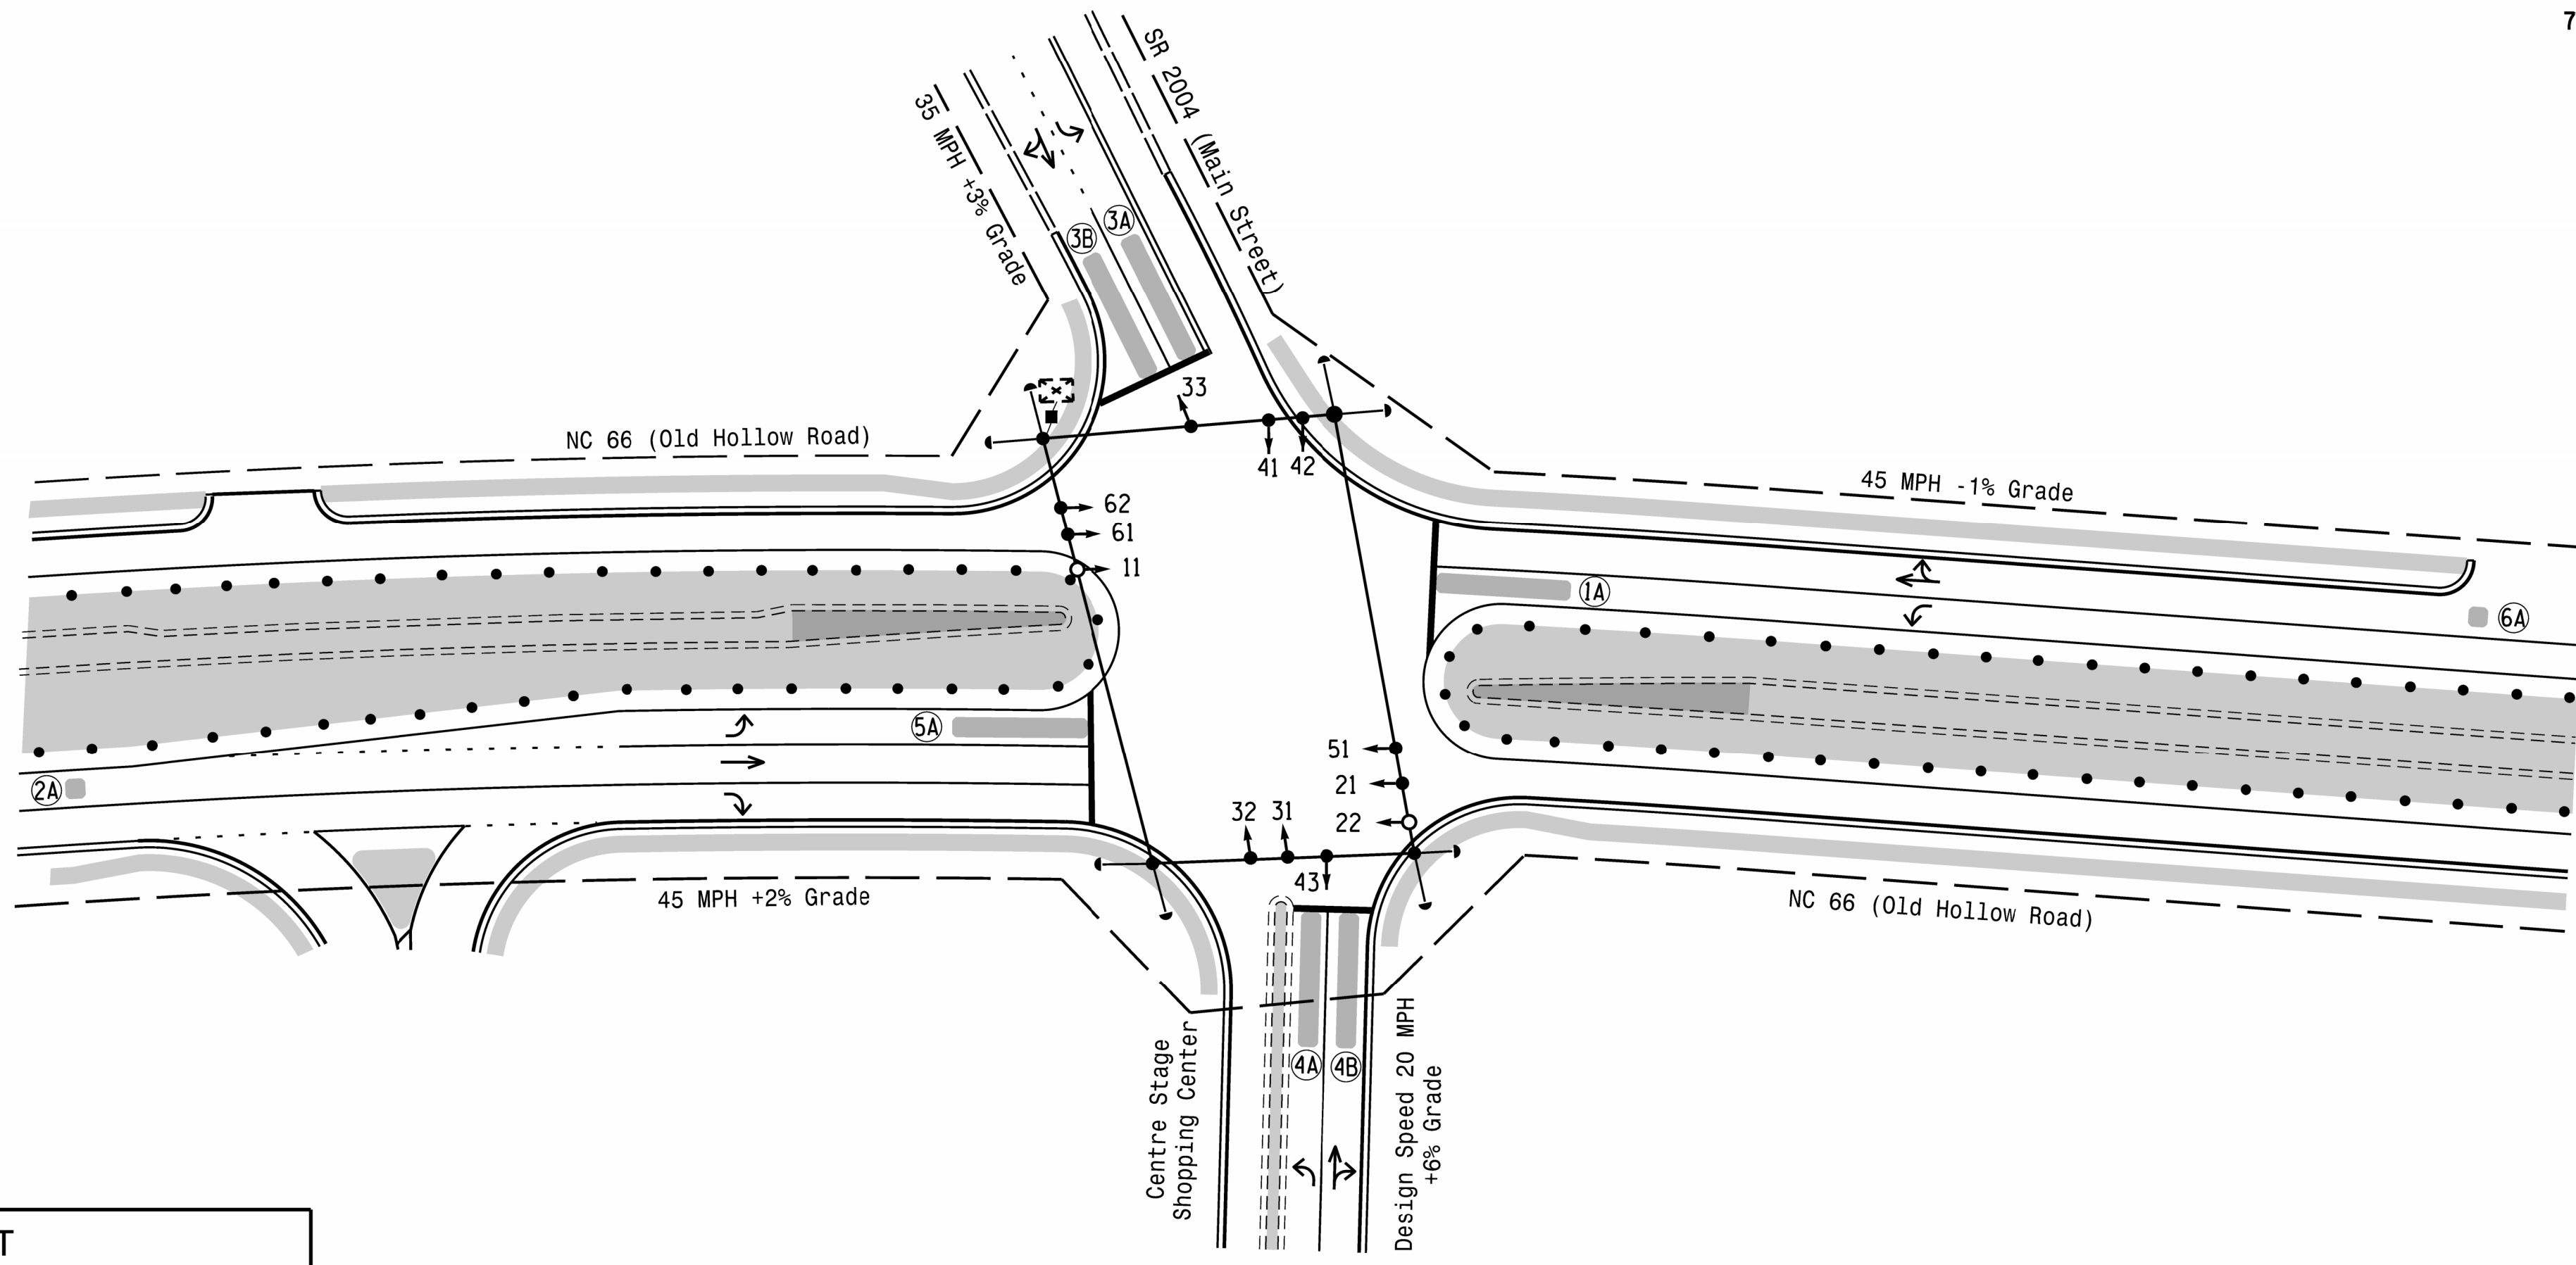 7
SR 2004 (Main Street)
35 MPH +3% Grade
3A
3B
33
NC 66 (Old Hollow Road)
41 42
45 MPH -1% Grade
62
61
11
1A
6A
5A
51
2A
21
32 31
22
43
45 MPH +2% Grade
NC 66 (Old Hollow Road)
4A 4B
Centre Stage
Shopping Center
Design Speed 20 MPH
+6% Grade
T